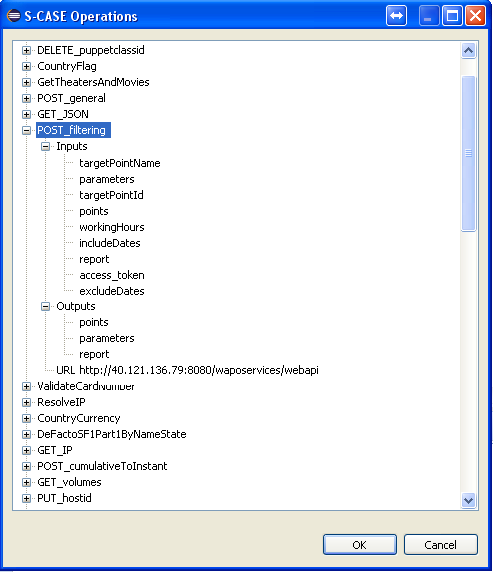 S-CASE Operations
DELETE_puppetclassid
CountryFlag
GetTheatersAndMovies
POST_general
GET_JSON
POST_filtering
Inputs
targetPointName
parameters
targetPointId
points
workingHours
includeDates
report
access_token
excludeDates
Outputs
points
parameters
report
URL http://40.121.136.79:8080/waposervices/webapi
ValidateCardNumber
ResolveIP
CountryCurrency
DeFactoSF1Part1ByNameState
GET_IP
POST_cumulativeToInstant
GET_volumes
PUT_hostid
OK Cancel